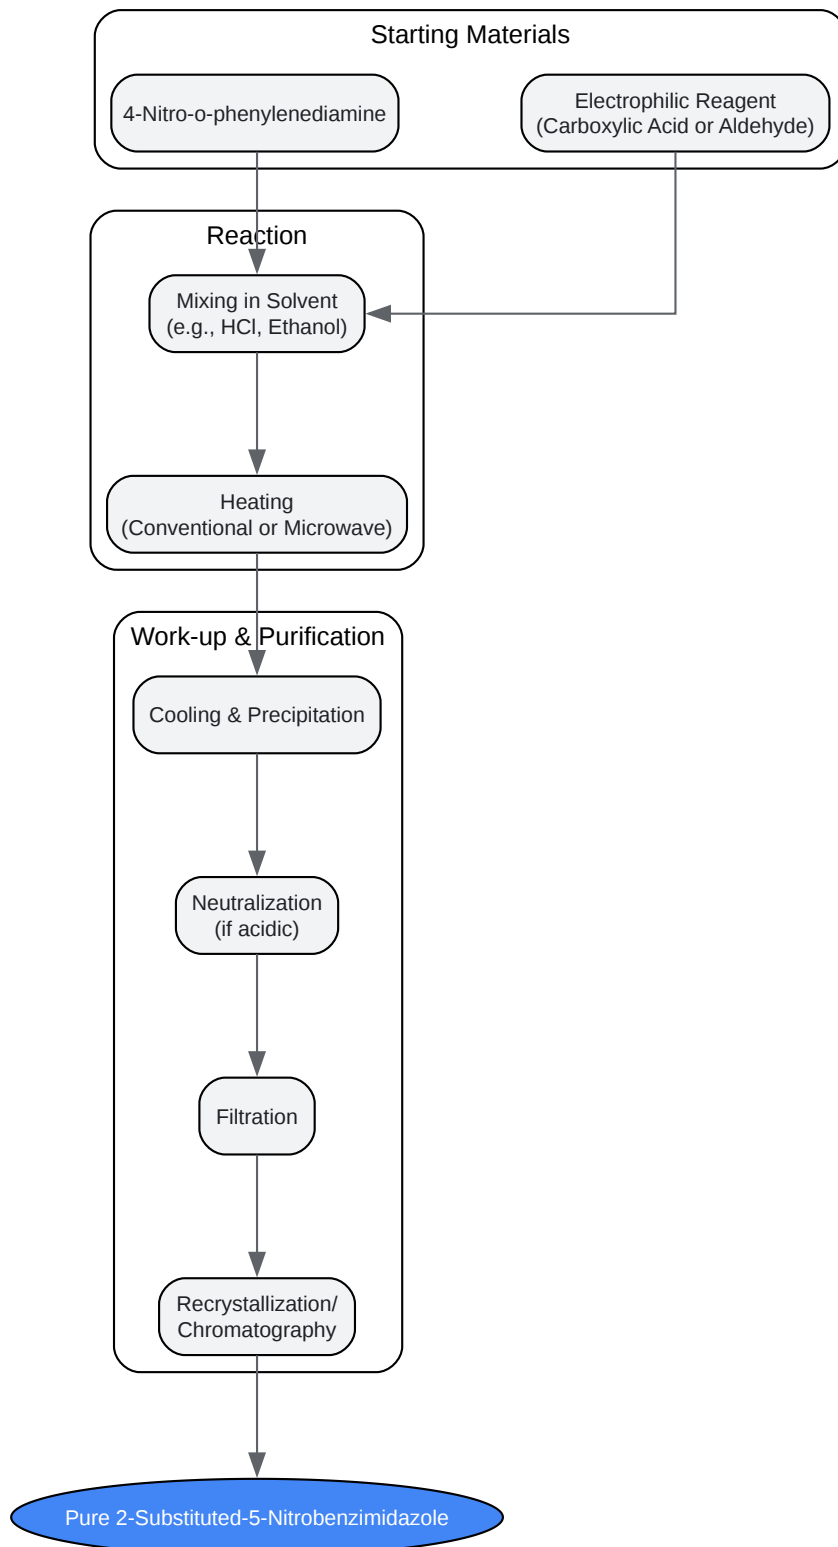 Starting Materials
4-Nitro-o-phenylenediamine
Electrophilic Reagent
(Carboxylic Acid or Aldehyde)
Reaction
Mixing in Solvent
(e.g., HCl, Ethanol)
Heating
(Conventional or Microwave)
Work-up & Purification
Cooling & Precipitation
Neutralization
(if acidic)
Filtration
Recrystallization/
Chromatography
Pure 2-Substituted-5-Nitrobenzimidazole